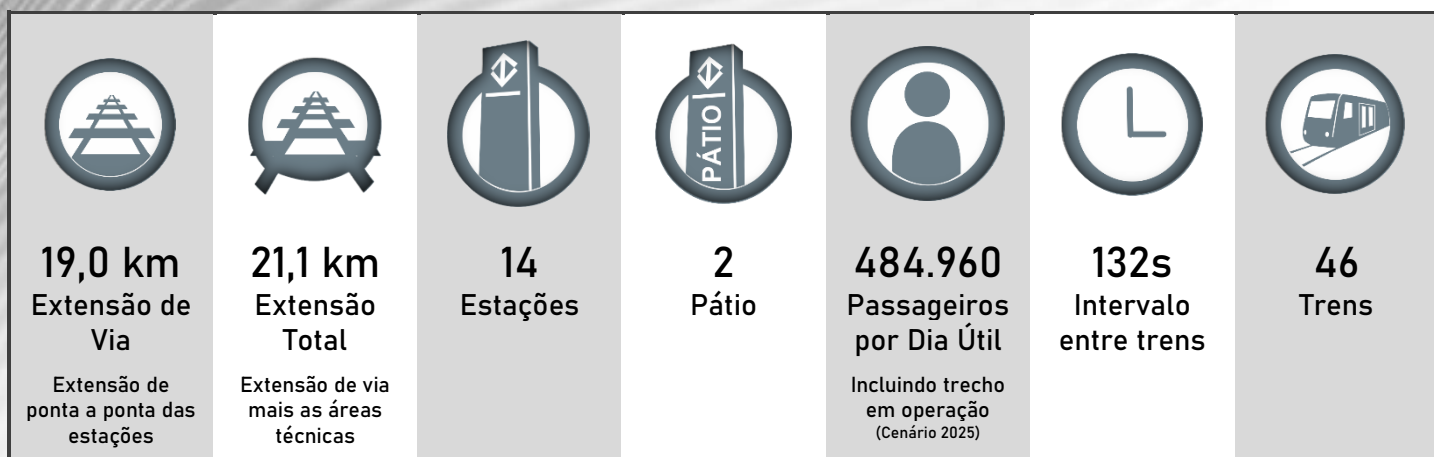 PÁTIO
19,0 km
Extensão de
Via
Extensão de
ponta a ponta das
estações
21,1 km
Extensão
Total
Extensão de via
mais as áreas
técnicas
14
Estações
2
Pátio
484.960
Passageiros
por Dia Útil
Incluindo trecho
em operação
(Cenário 2025)
132s
Intervalo
entre trens
46
Trens